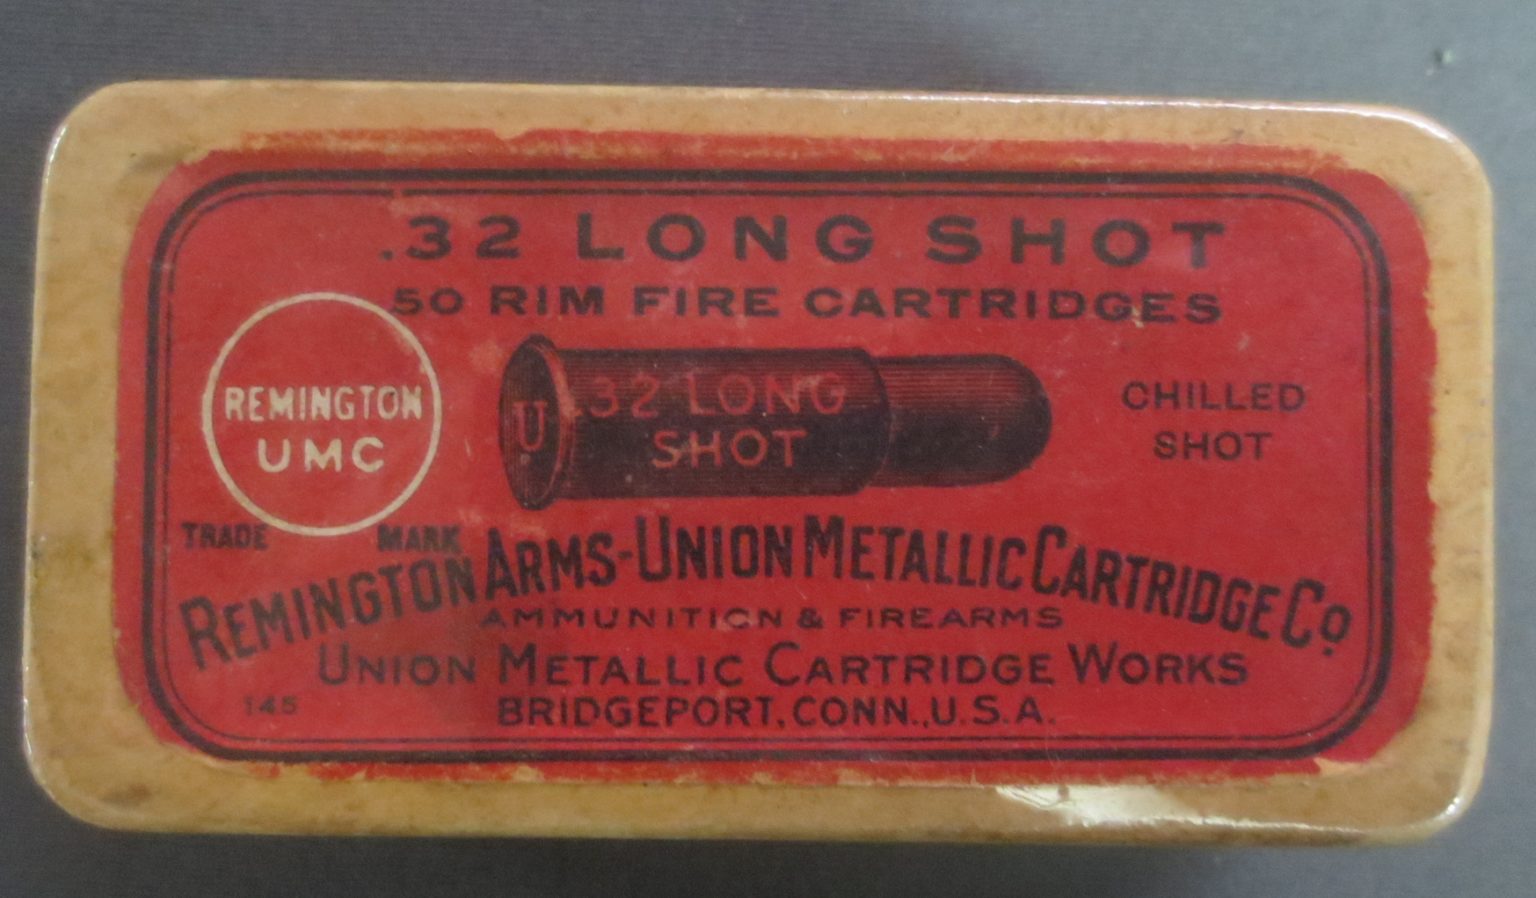 .32 LONG SHOT
50 RIM FIRE CARTRIDGES
REMINGTON
UMC
TRADE MARK
U
.32 LONG
SHOT
CHILLED
SHOT
REMINGTON ARMS-UNION METALLIC CARTRIDGE CO
AMMUNITION & FIREARMS
UNION METALLIC CARTRIDGE WORKS
145
BRIDGEPORT, CONN., U.S.A.